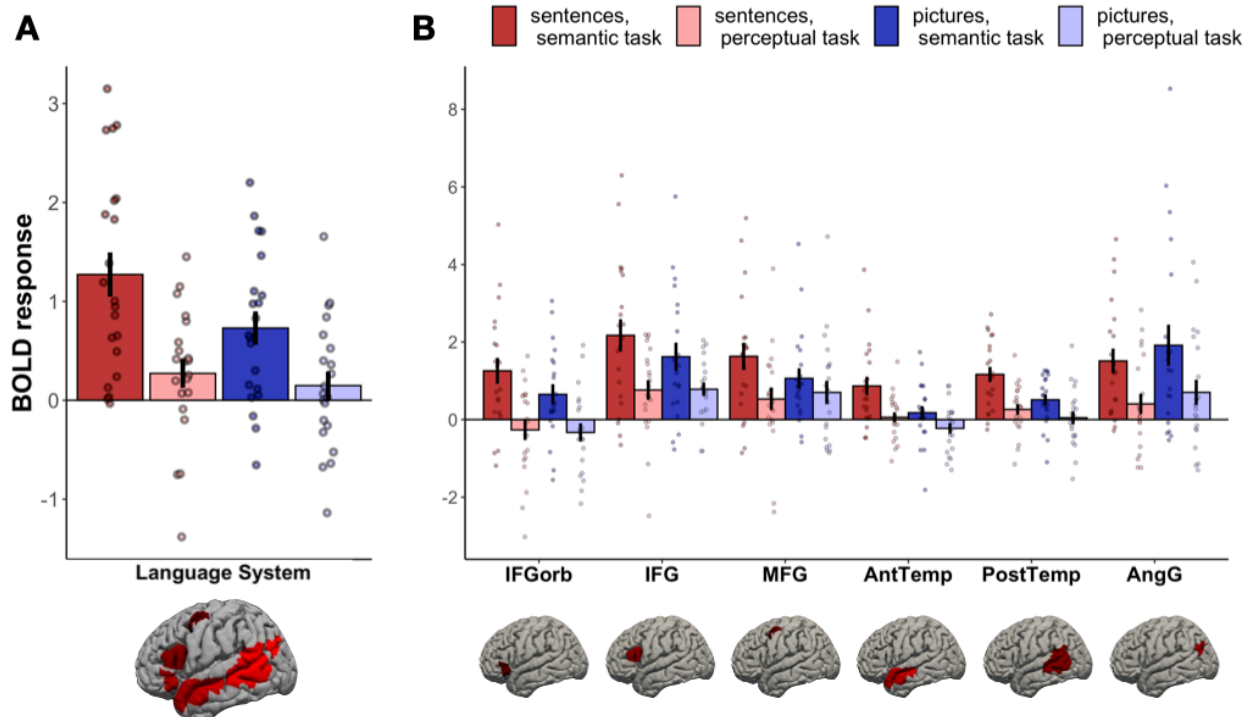 A
B
sentences,
semantic task
sentences,
perceptual task
pictures,
semantic task
pictures,
perceptual task
BOLD response
3
2
1
0
-1
Language System
8
6
4
2
0
-2
IFGorb
IFG
MFG
AntTemp
PostTemp
AngG